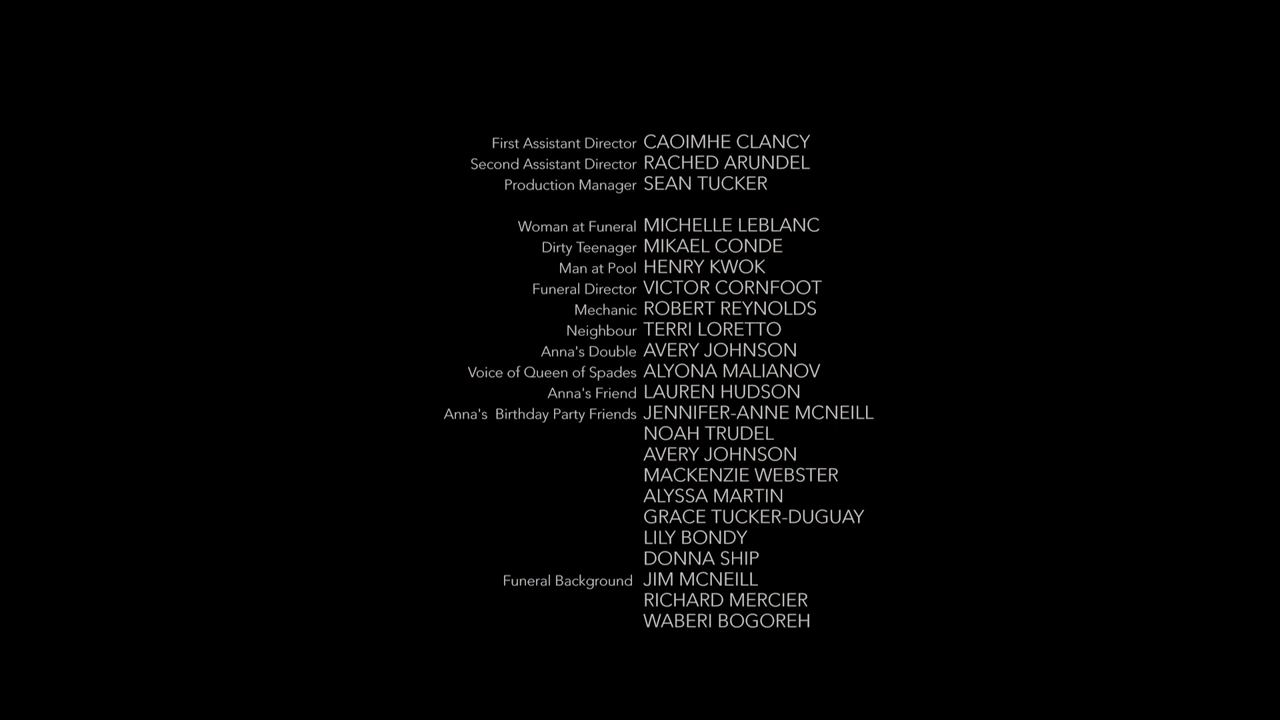 First Assistant Director CAOIMHE CLANCY
Second Assistant Director RACHED ARUNDEL
Production Manager SEAN TUCKER
Woman at Funeral MICHELLE LEBLANC
Dirty Teenager MIKAEL CONDE
Man at Pool HENRY KWOK
Funeral Director VICTOR CORNFOOT
Mechanic ROBERT REYNOLDS
Neighbour TERRI LORETTO
Anna's Double AVERY JOHNSON
Voice of Queen of Spades ALYONA MALIANOV
Anna's Friend LAUREN HUDSON
Anna's  Birthday Party Friends JENNIFER-ANNE MCNEILL
NOAH TRUDEL
AVERY JOHNSON
MACKENZIE WEBSTER
ALYSSA MARTIN
GRACE TUCKER-DUGUAY
LILY BONDY
DONNA SHIP
Funeral Background JIM MCNEILL
RICHARD MERCIER
WABERI BOGOREH